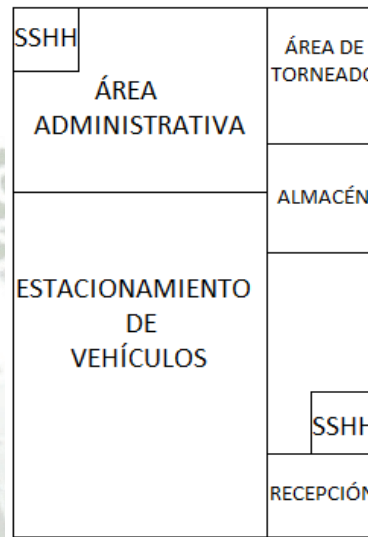 SSHH
ÁREA
ADMINISTRATIVA
ÁREA DE
TORNEADO
ALMACÉN
ESTACIONAMIENTO
DE
VEHÍCULOS
SSHH
RECEPCIÓN